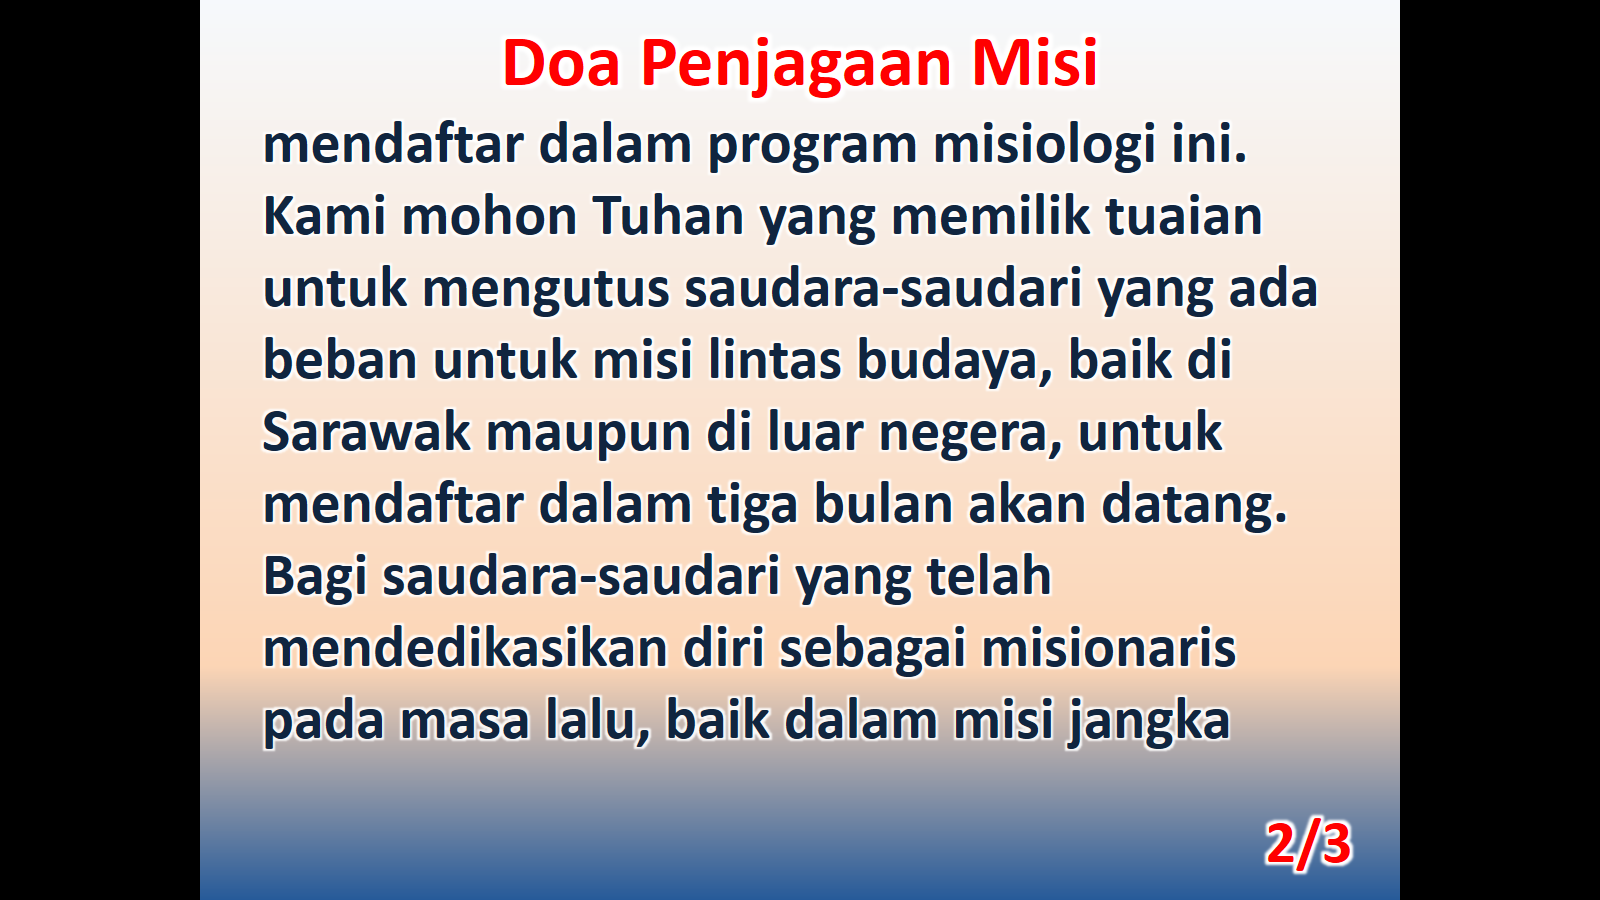 Doa Penjagaan Misi
mendaftar dalam program misiologi ini.
Kami mohon Tuhan yang memilik tuaian
untuk mengutus saudara-saudari yang ada
beban untuk misi lintas budaya, baik di
Sarawak maupun di luar negera, untuk
mendaftar dalam tiga bulan akan datang.
Bagi saudara-saudari yang telah
mendedikasikan diri sebagai misionaris
pada masa lalu, baik dalam misi jangka
2/3